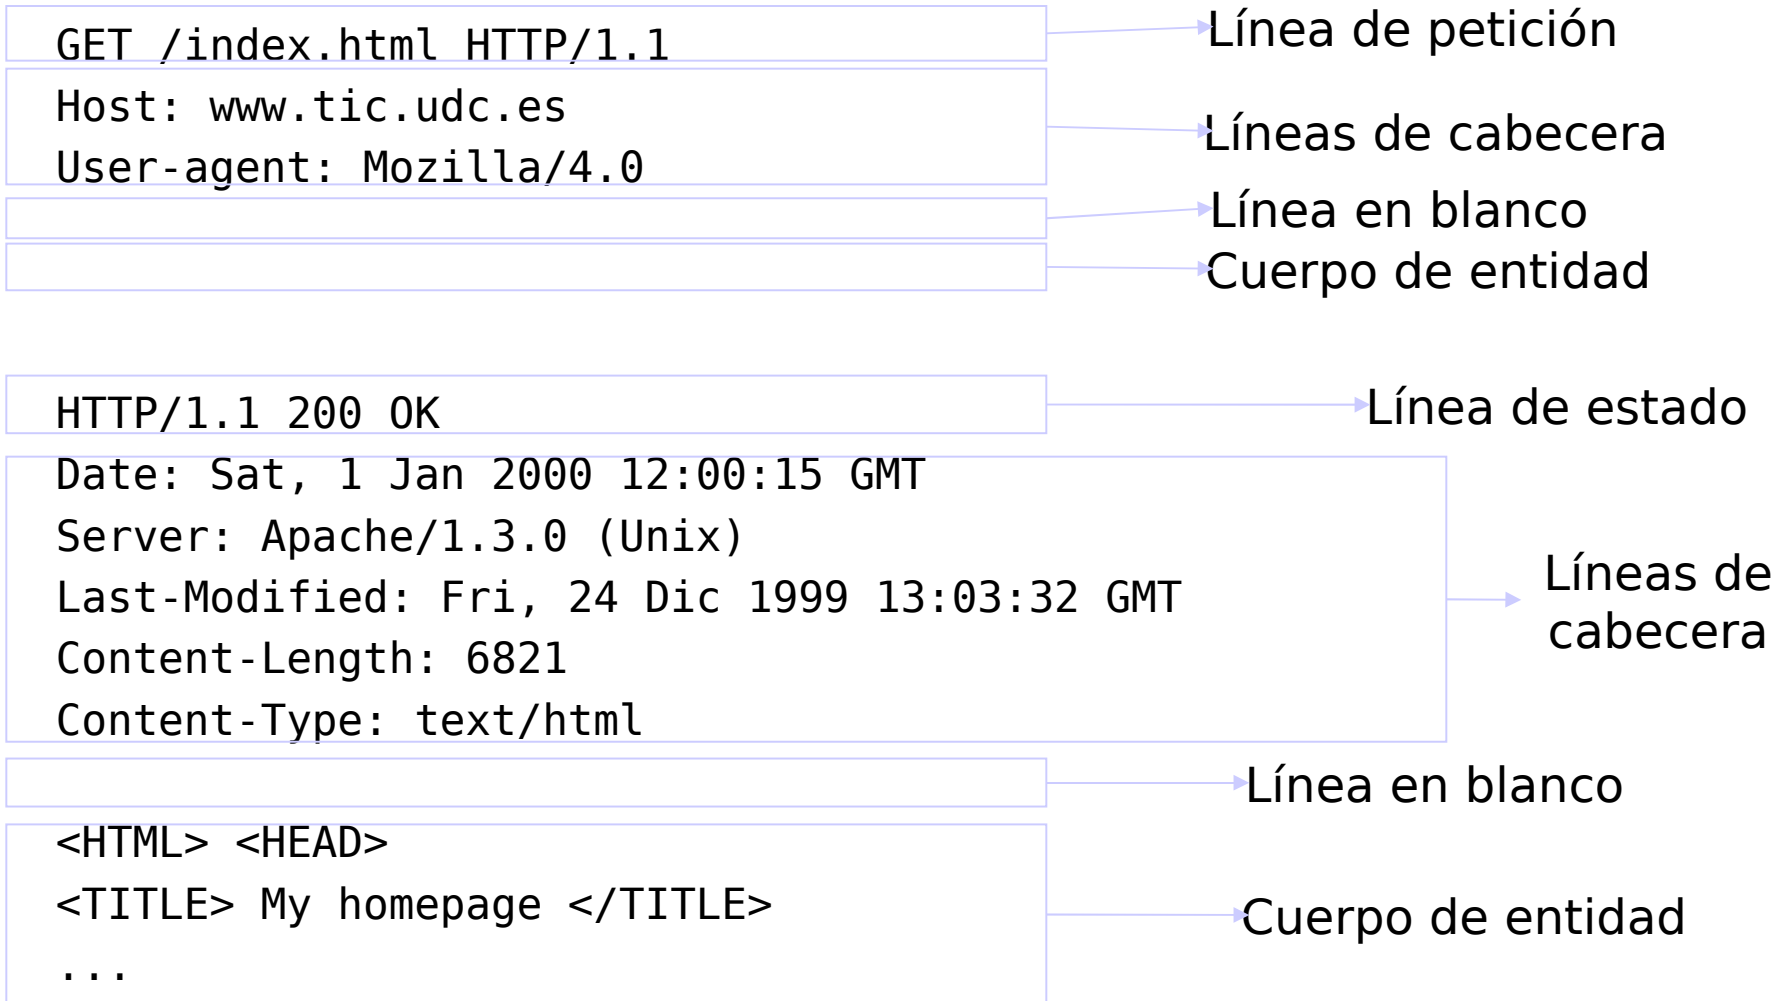 GET /index.html HTTP/1.1
Línea de petición
Host: www.tic.udc.es
User-agent: Mozilla/4.0
Líneas de cabecera
Línea en blanco
Cuerpo de entidad
HTTP/1.1 200 OK
Línea de estado
Date: Sat, 1 Jan 2000 12:00:15 GMT
Server: Apache/1.3.0 (Unix)
Last-Modified: Fri, 24 Dic 1999 13:03:32 GMT
Content-Length: 6821
Content-Type: text/html
Líneas de
cabecera
Línea en blanco
<HTML> <HEAD>
<TITLE> My homepage </TITLE>
...
Cuerpo de entidad